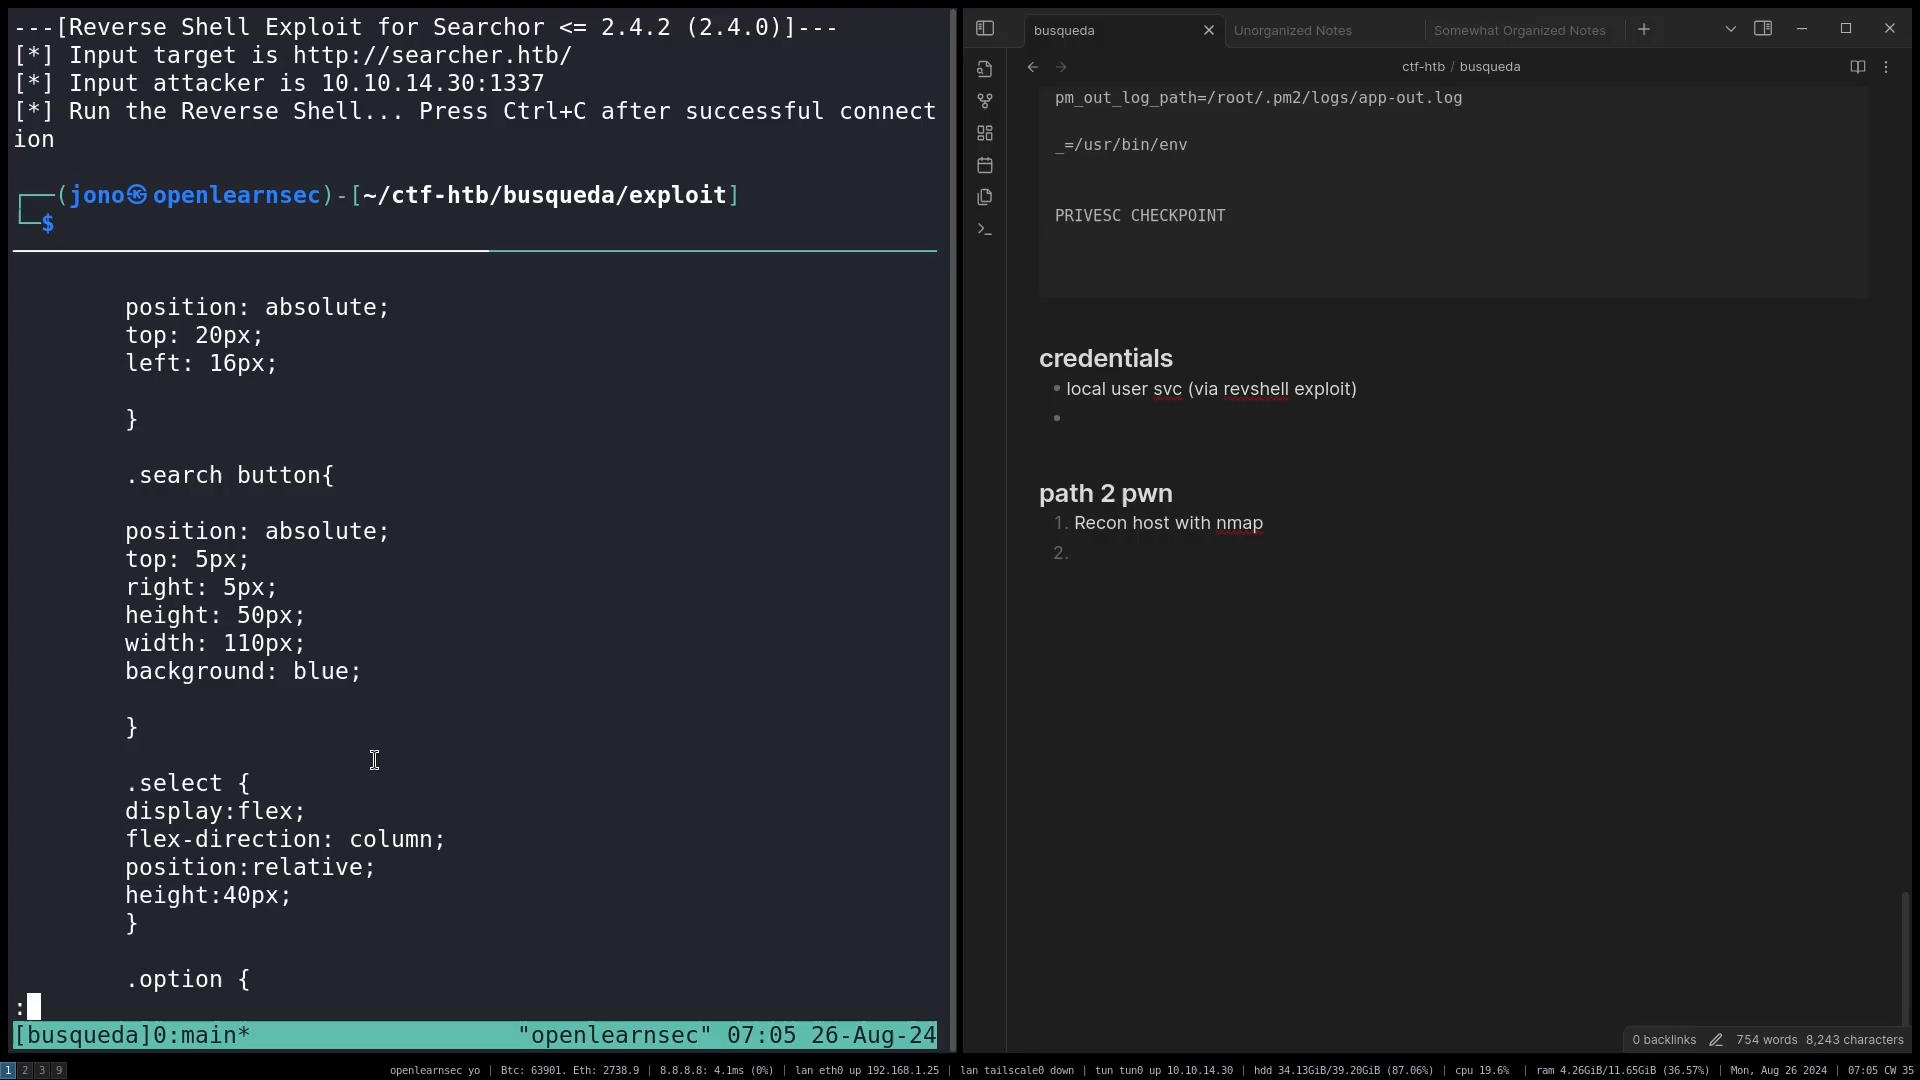 ---[Reverse Shell Exploit for Searchor <= 2.4.2 (2.4.0)]---
[*] Input target is http://searcher.htb/
[*] Input attacker is 10.10.14.30:1337
[*] Run the Reverse Shell... Press Ctrl+C after successful connect
ion
┌──(jono㉿openlearnsec)-[~/ctf-htb/busqueda/exploit]
└─$
position: absolute;
top: 20px;
left: 16px;
}
.search button{
position: absolute;
top: 5px;
right: 5px;
height: 50px;
width: 110px;
background: blue;
}
.select {
display:flex;
flex-direction: column;
position:relative;
height:40px;
}
.option {
:
[busqueda]0:main* "openlearnsec" 07:05 26-Aug-24
busqueda Unorganized Notes Somewhat Organized Notes
ctf-htb / busqueda
pm_out_log_path=/root/.pm2/logs/app-out.log
_=/usr/bin/env
PRIVESC CHECKPOINT
credentials
local user svc (via revshell exploit)
path 2 pwn
1. Recon host with nmap
2.
0 backlinks 754 words 8,243 characters
1 2 3 9 openlearnsec yo | Btc: 63901. Eth: 2738.9 | 8.8.8.8: 4.1ms (0%) | lan eth0 up 192.168.1.25 | lan tailscale0 down | tun tun0 up 10.10.14.30 | hdd 34.13GiB/39.20GiB (87.06%) | cpu 19.6% | ram 4.26GiB/11.65GiB (36.57%) | Mon, Aug 26 2024 | 07:05 CW 35